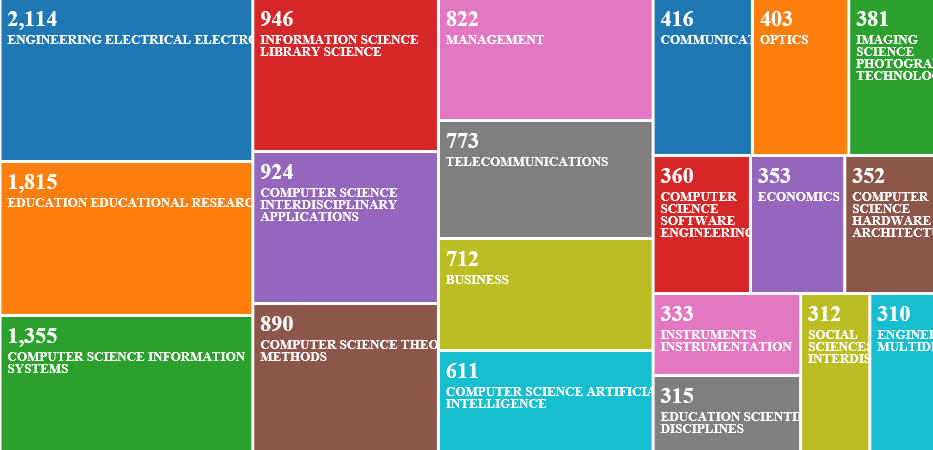 2,114
ENGINEERING ELECTRICAL ELECTRO
1,815
EDUCATION EDUCATIONAL RESEARC
1,355
COMPUTER SCIENCE INFORMATION
SYSTEMS
946
INFORMATION SCIENCE
LIBRARY SCIENCE
924
COMPUTER SCIENCE
INTERDISCIPLINARY
APPLICATIONS
890
COMPUTER SCIENCE THEO
METHODS
822
MANAGEMENT
773
TELECOMMUNICATIONS
712
BUSINESS
611
COMPUTER SCIENCE ARTIFICIA
INTELLIGENCE
416
COMMUNICAT
403
OPTICS
381
IMAGING
SCIENCE
PHOTOGRA
TECHNOLO
360
COMPUTER
SCIENCE
SOFTWARE
ENGINEERING
353
ECONOMICS
352
COMPUTER
SCIENCE
HARDWARE
ARCHITECT
333
INSTRUMENTS
INSTRUMENTATION
315
EDUCATION SCIENTI
DISCIPLINES
312
SOCIAL
SCIENCES
INTERDIS
310
ENGINEE
MULTIDI